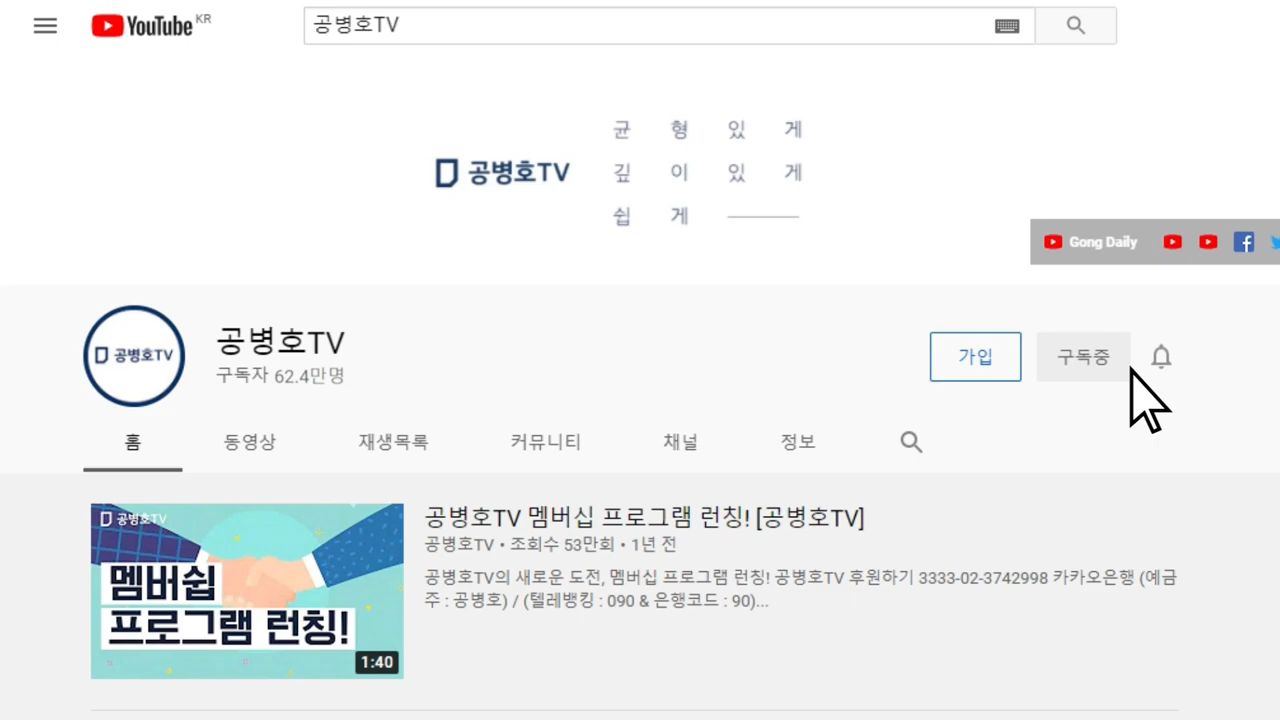 YouTube KR
공병호TV
공병호TV
균 형 있 게
깊 이 있 게
쉽 게
Gong Daily
공병호TV
공병호TV
구독자 62.4만명
가입
구독중
홈
동영상
재생목록
커뮤니티
채널
정보
공병호TV
멤버쉽
프로그램 런칭!
1:40
공병호TV 멤버십 프로그램 런칭! [공병호TV]
공병호TV • 조회수 53만회 • 1년 전
공병호TV의 새로운 도전, 멤버십 프로그램 런칭! 공병호TV 후원하기 3333-02-3742998 카카오은행 (예금
주 : 공병호) / (텔레뱅킹 : 090 & 은행코드 : 90)...